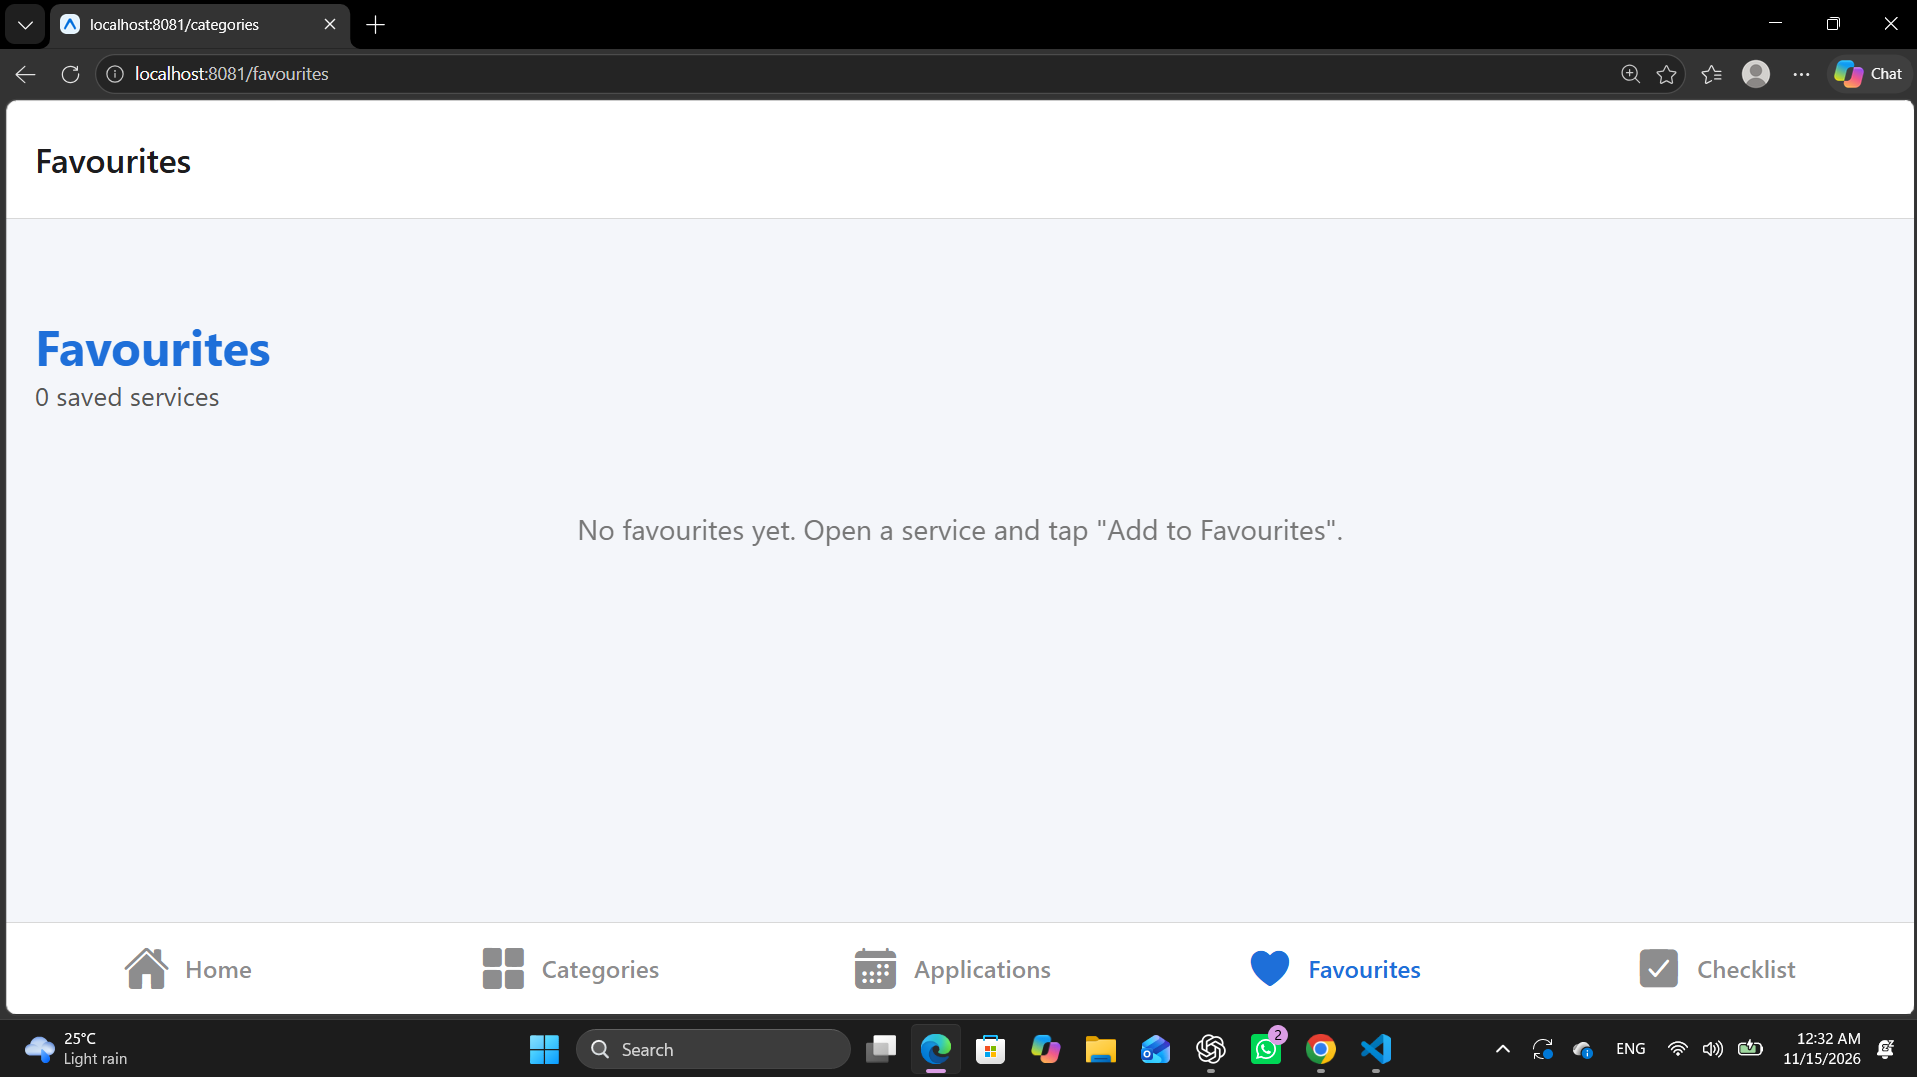 localhost:8081/categories
localhost:8081/favourites
Chat
Favourites
Favourites
0 saved services
No favourites yet. Open a service and tap "Add to Favourites".
Home
Categories
Applications
Favourites
Checklist
25°C
Light rain
Search
2
ENG
12:32 AM
11/15/2026